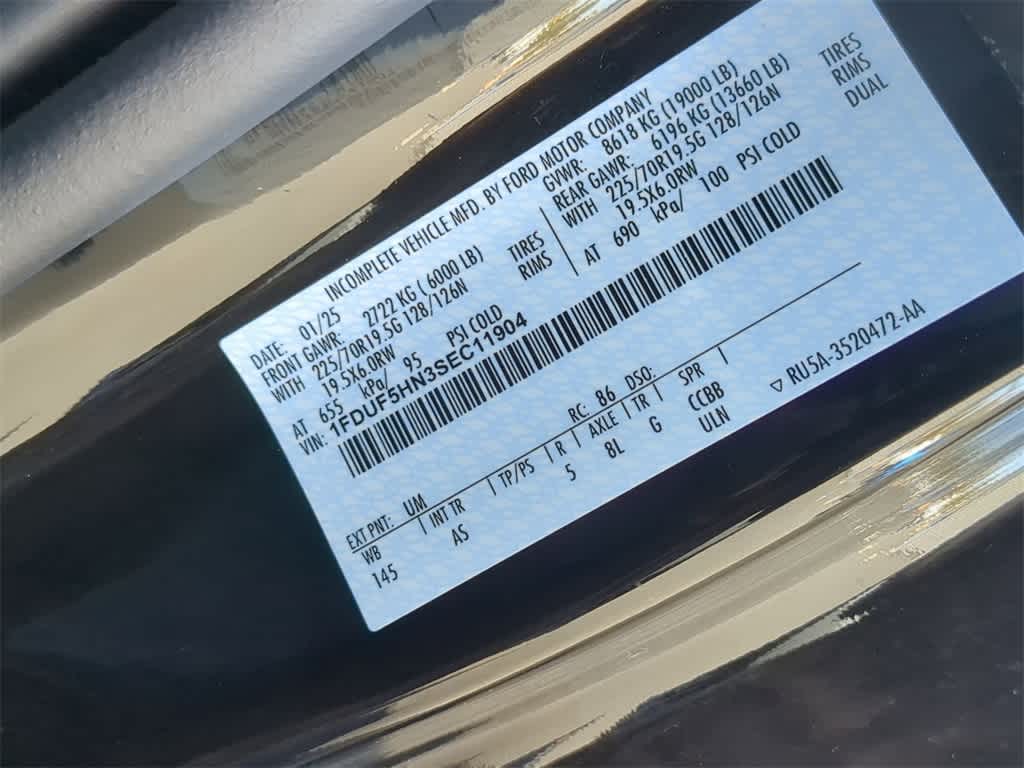 INCOMPLETE VEHICLE MFD. BY FORD MOTOR COMPANY
DATE: 01/25 GVWR: 8618 KG (19000 LB)
FRONT GAWR: 2722 KG ( 6000 LB) REAR GAWR: 6196 KG (13660 LB)
WITH 225/70R19.5G 128/126N TIRES WITH 225/70R19.5G 128/126N TIRES
19.5X6.0RW RIMS 19.5X6.0RW RIMS
AT 655 kPa/ 95 PSI COLD AT 690 kPa/ 100 PSI COLD DUAL
VIN: 1FDUF5HN3SEC11904
EXT PNT: UM RC: 86 DSO:
WB | INT TR | TP/PS | R | AXLE | TR | SPR |
145 AS 5 8L G CCBB
ULN
▽ RU5A-3520472-AA